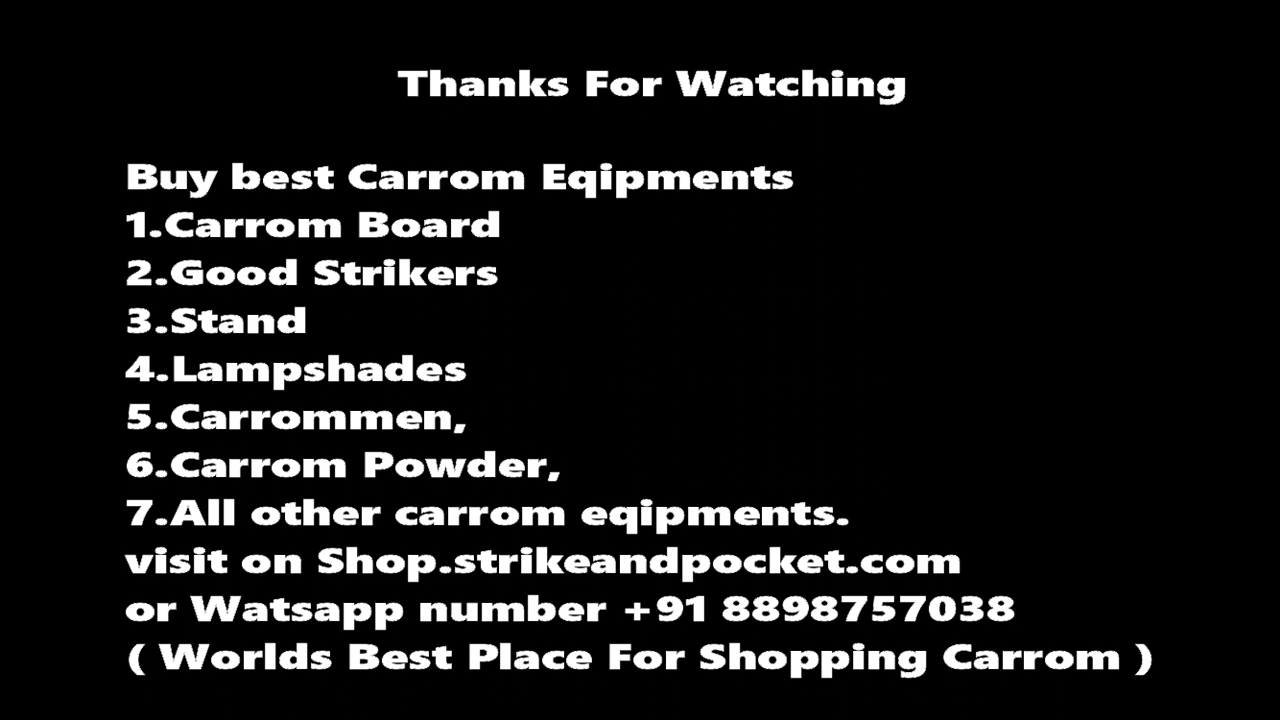 Thanks For Watching
Buy best Carrom Eqipments
1.Carrom Board
2.Good Strikers
3.Stand
4.Lampshades
5.Carrommen,
6.Carrom Powder,
7.All other carrom eqipments.
visit on Shop.strikeandpocket.com
or Watsapp number +91 8898757038
( Worlds Best Place For Shopping Carrom )